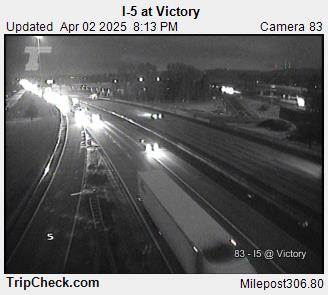 I-5 at Victory
Updated Apr 02 2025 8:13 PM Camera 83
T
S
83 - I5 @ Victory
TripCheck.com Milepost306.80